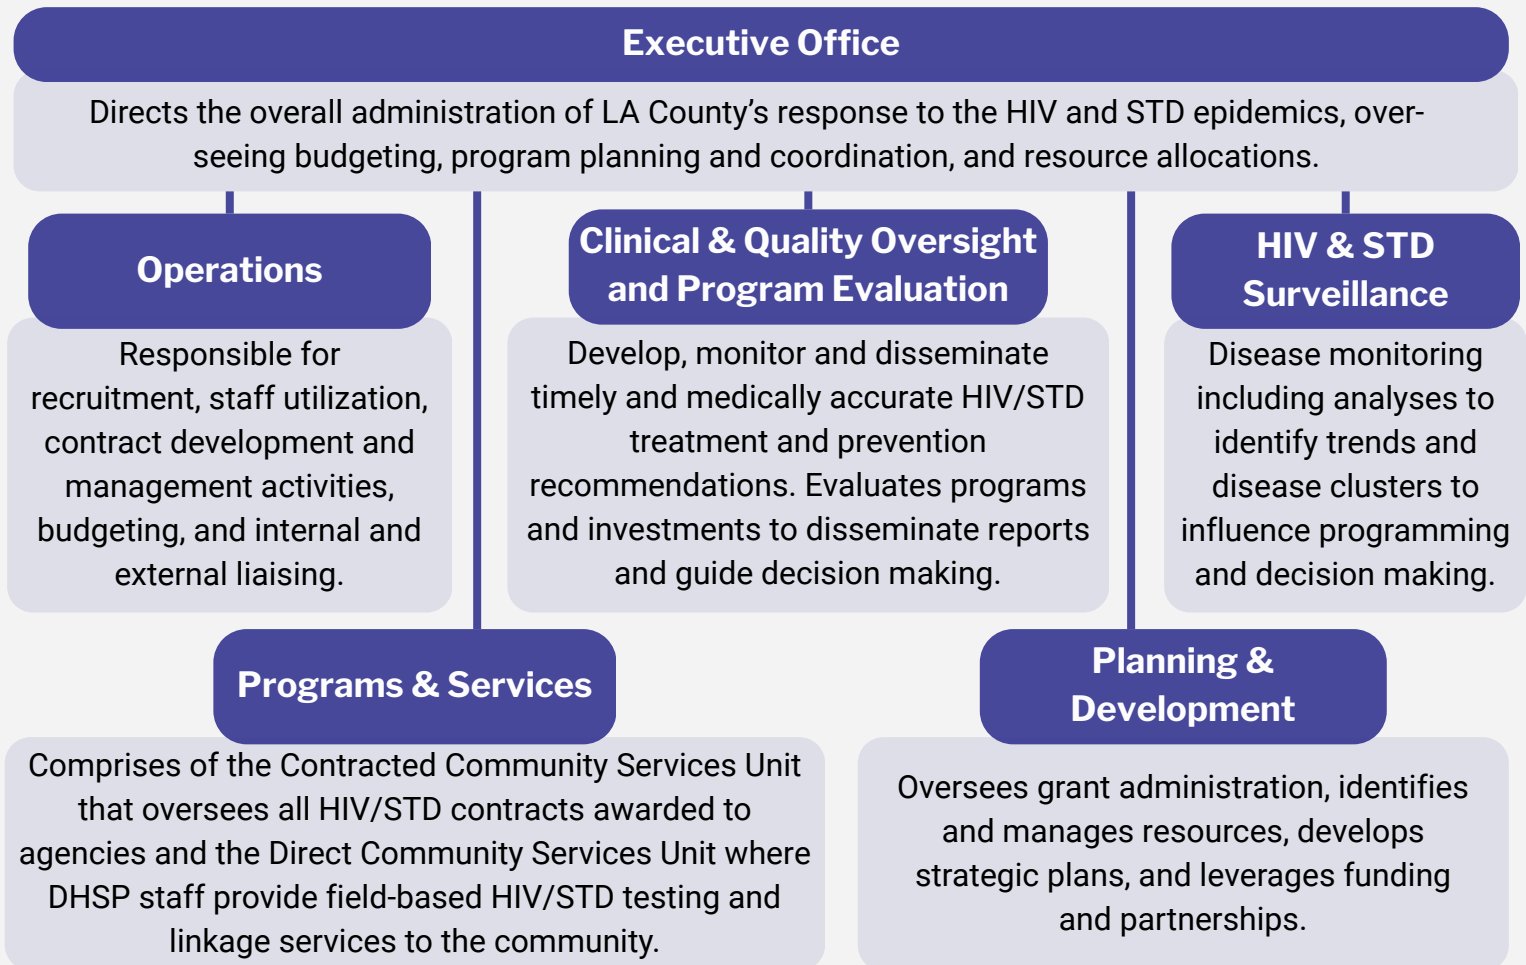 Executive Office
Directs the overall administration of LA County's response to the HIV and STD epidemics, over-
seeing budgeting, program planning and coordination, and resource allocations.
Operations
Responsible for
recruitment, staff utilization,
contract development and
management activities,
budgeting, and internal and
external liaising.
Clinical & Quality Oversight
and Program Evaluation
Develop, monitor and disseminate
timely and medically accurate HIV/STD
treatment and prevention
recommendations. Evaluates programs
and investments to disseminate reports
and guide decision making.
HIV & STD
Surveillance
Disease monitoring
including analyses to
identify trends and
disease clusters to
influence programming
and decision making.
Programs & Services
Comprises of the Contracted Community Services Unit
that oversees all HIV/STD contracts awarded to
agencies and the Direct Community Services Unit where
DHSP staff provide field-based HIV/STD testing and
linkage services to the community.
Planning &
Development
Oversees grant administration, identifies
and manages resources, develops
strategic plans, and leverages funding
and partnerships.